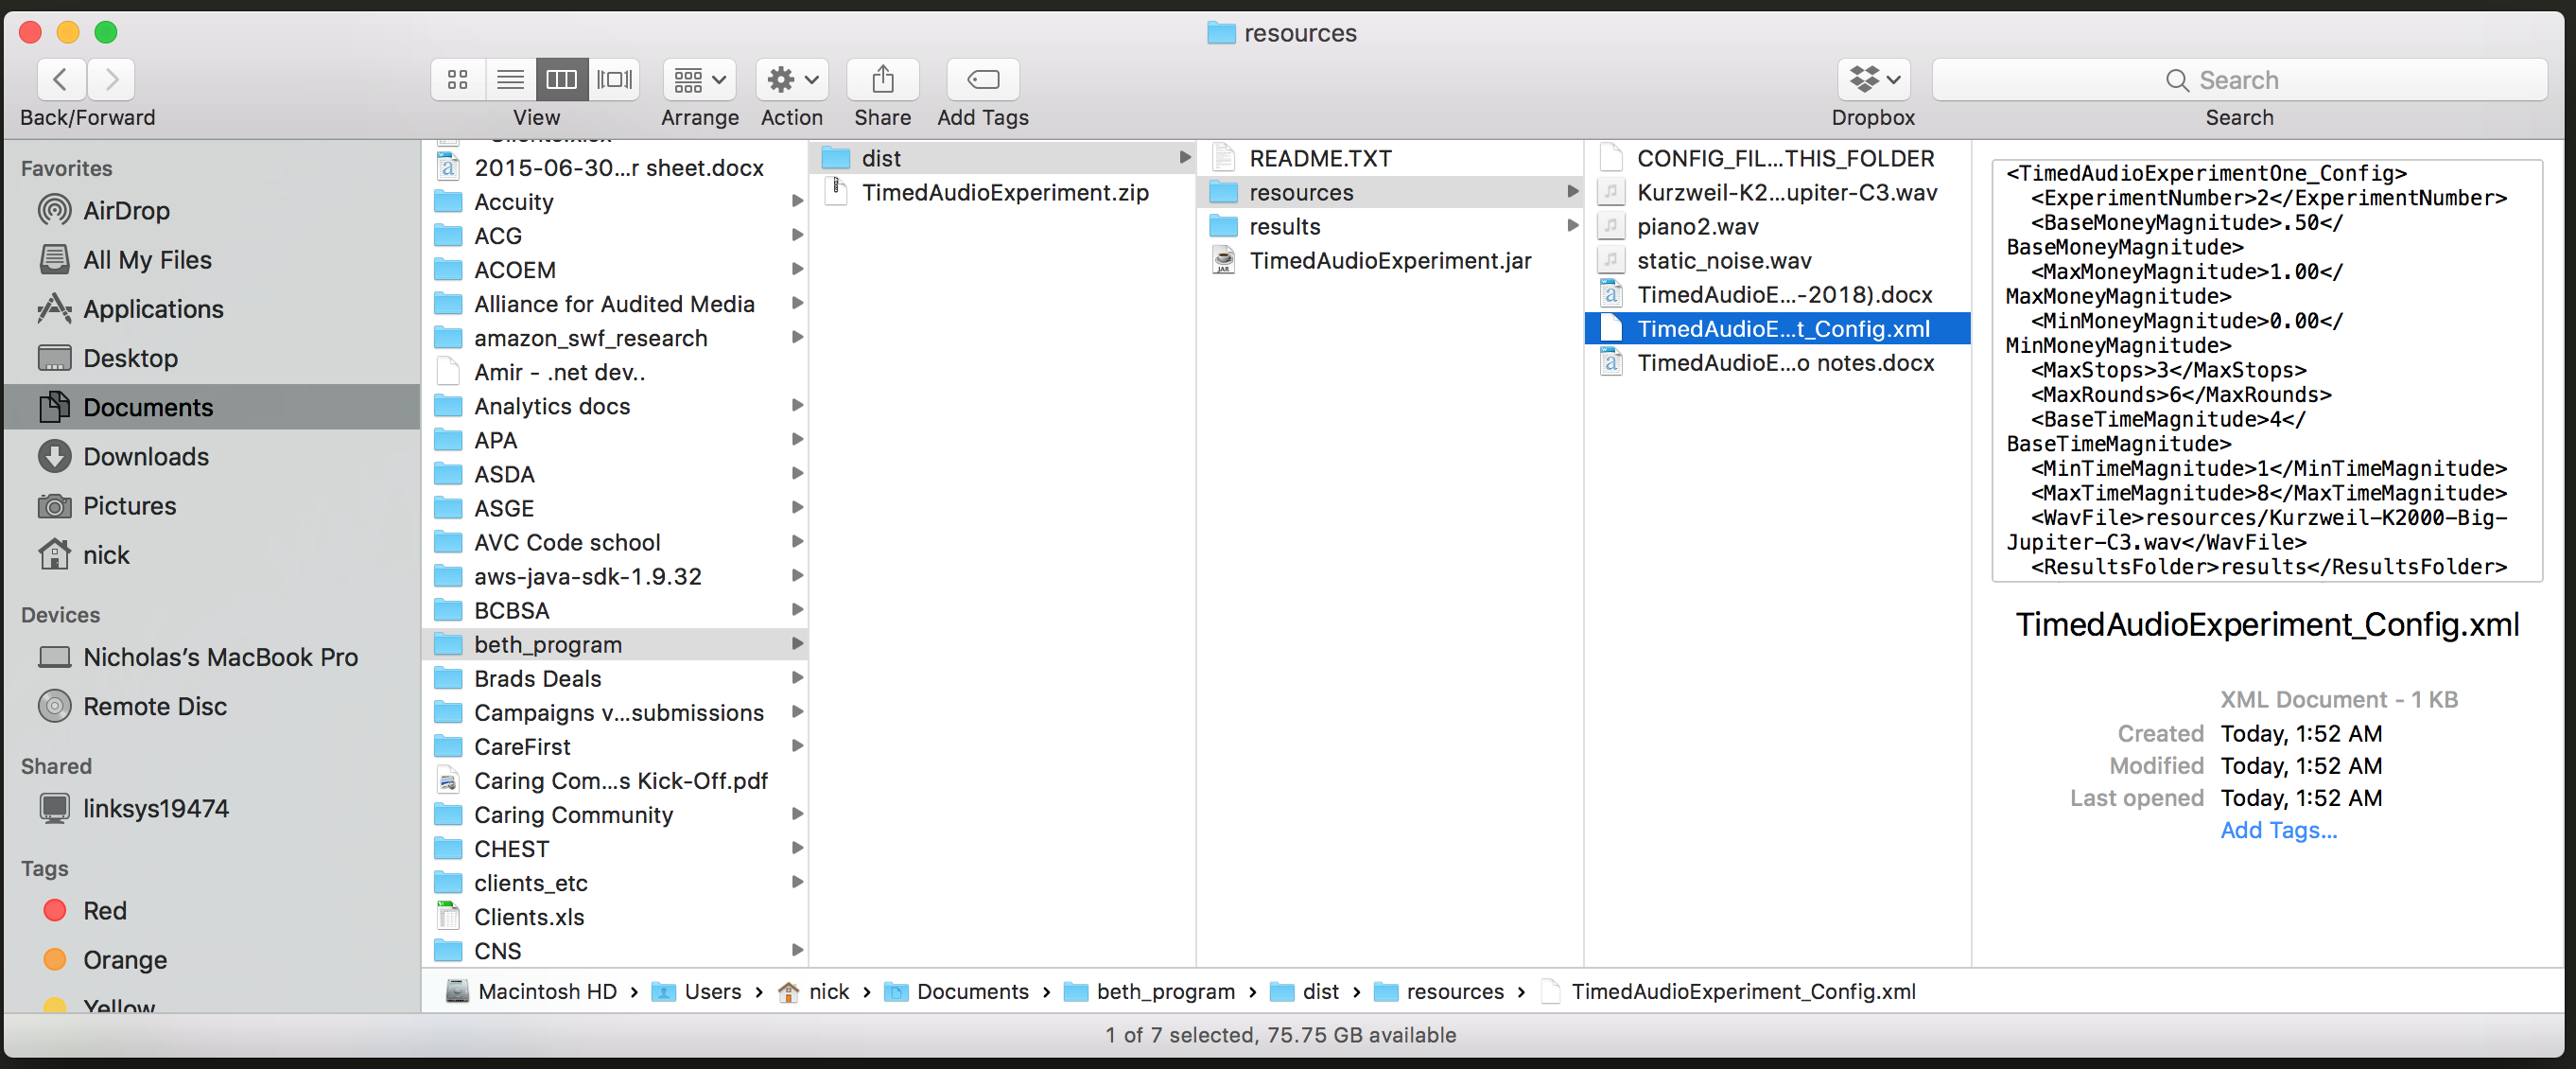 resources
Search
Back/Forward
View
Arrange
Action
Share
Add Tags
Dropbox
Search
Favorites
AirDrop
All My Files
Applications
Desktop
Documents
Downloads
Pictures
nick
Devices
Nicholas's MacBook Pro
Remote Disc
Shared
linksys19474
Tags
Red
Orange
Yellow
2015-06-30...r sheet.docx
Accuity
ACG
ACOEM
Alliance for Audited Media
amazon_swf_research
Amir - .net dev..
Analytics docs
APA
ASDA
ASGE
AVC Code school
aws-java-sdk-1.9.32
BCBSA
beth_program
Brads Deals
Campaigns v...submissions
CareFirst
Caring Com...s Kick-Off.pdf
Caring Community
CHEST
clients_etc
Clients.xls
CNS
dist
TimedAudioExperiment.zip
README.TXT
resources
results
TimedAudioExperiment.jar
JAR
CONFIG_FIL...THIS_FOLDER
Kurzweil-K2...upiter-C3.wav
piano2.wav
static_noise.wav
TimedAudioE...-2018).docx
TimedAudioE...t_Config.xml
TimedAudioE...o notes.docx
<TimedAudioExperimentOne_Config>
<ExperimentNumber>2</ExperimentNumber>
<BaseMoneyMagnitude>.50</
BaseMoneyMagnitude>
<MaxMoneyMagnitude>1.00</
MaxMoneyMagnitude>
<MinMoneyMagnitude>0.00</
MinMoneyMagnitude>
<MaxStops>3</MaxStops>
<MaxRounds>6</MaxRounds>
<BaseTimeMagnitude>4</
BaseTimeMagnitude>
<MinTimeMagnitude>1</MinTimeMagnitude>
<MaxTimeMagnitude>8</MaxTimeMagnitude>
<WavFile>resources/Kurzweil-K2000-Big-
Jupiter-C3.wav</WavFile>
<ResultsFolder>results</ResultsFolder>
TimedAudioExperiment_Config.xml
XML Document - 1 KB
Created Today, 1:52 AM
Modified Today, 1:52 AM
Last opened Today, 1:52 AM
Add Tags...
Macintosh HD › Users › nick › Documents › beth_program › dist › resources › TimedAudioExperiment_Config.xml
1 of 7 selected, 75.75 GB available